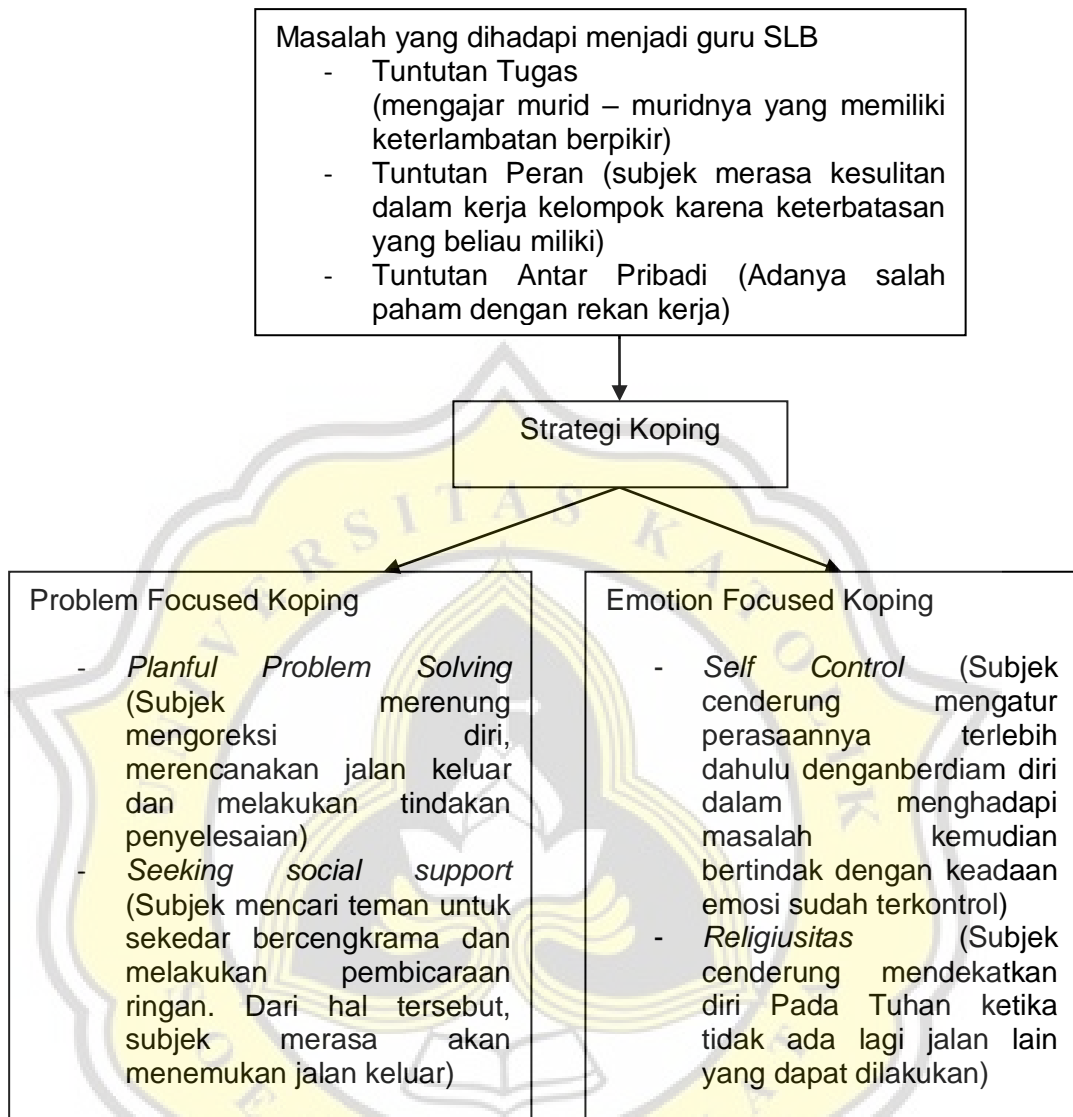 Masalah yang dihadapi menjadi guru SLB
- Tuntutan Tugas
(mengajar murid – muridnya yang memiliki
keterlambatan berpikir)
- Tuntutan Peran (subjek merasa kesulitan
dalam kerja kelompok karena keterbatasan
yang beliau miliki)
- Tuntutan Antar Pribadi (Adanya salah
paham dengan rekan kerja)
Strategi Koping
Problem Focused Koping
- Planful Problem Solving
(Subjek merenung
mengoreksi diri,
merencanakan jalan keluar
dan melakukan tindakan
penyelesaian)
- Seeking social support
(Subjek mencari teman untuk
sekedar bercengkrama dan
melakukan pembicaraan
ringan. Dari hal tersebut,
subjek merasa akan
menemukan jalan keluar)
Emotion Focused Koping
- Self Control (Subjek
cenderung mengatur
perasaannya terlebih
dahulu denganberdiam diri
dalam menghadapi
masalah kemudian
bertindak dengan keadaan
emosi sudah terkontrol)
- Religiusitas (Subjek
cenderung mendekatkan
diri Pada Tuhan ketika
tidak ada lagi jalan lain
yang dapat dilakukan)
UNIVERSITAS KATOLIK